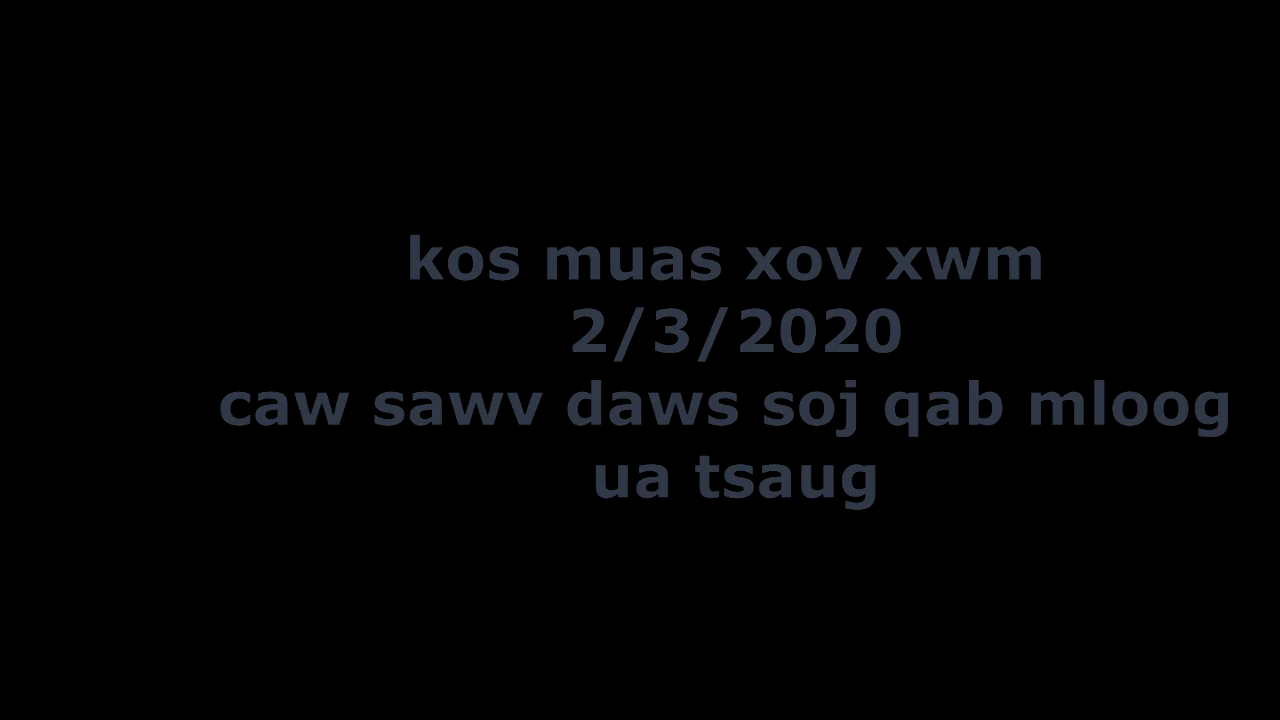 kos muas xov xwm
2/3/2020
caw sawv daws soj qab mloog
ua tsaug